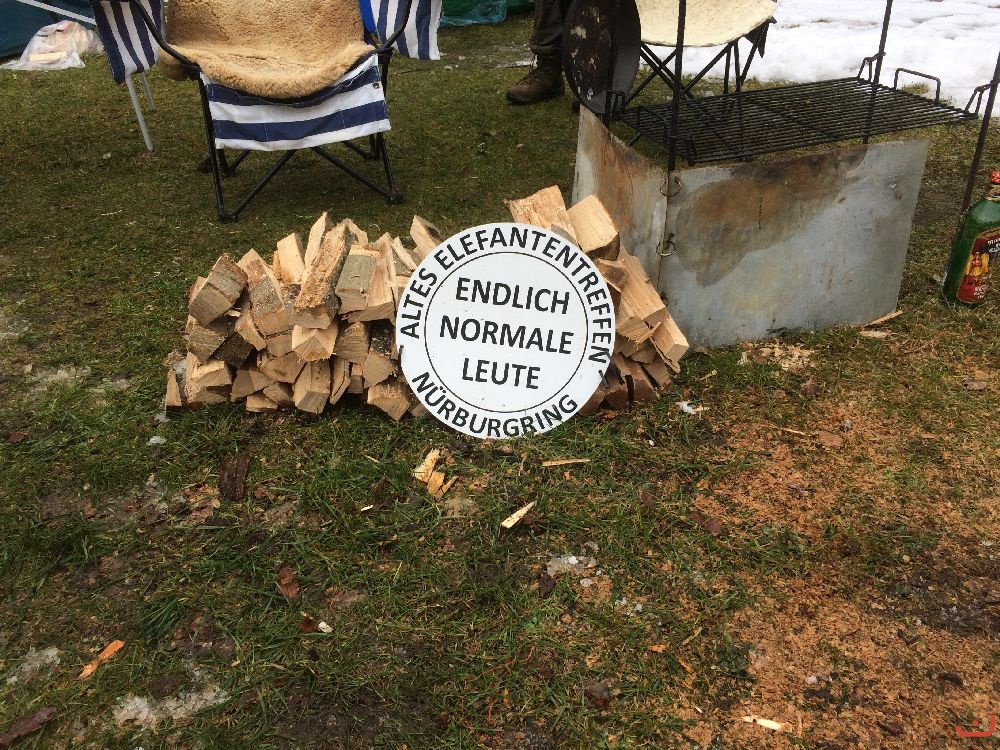 ALTES ELEFANTENTREFFEN
ENDLICH
NORMALE
LEUTE
NÜRBURGRING